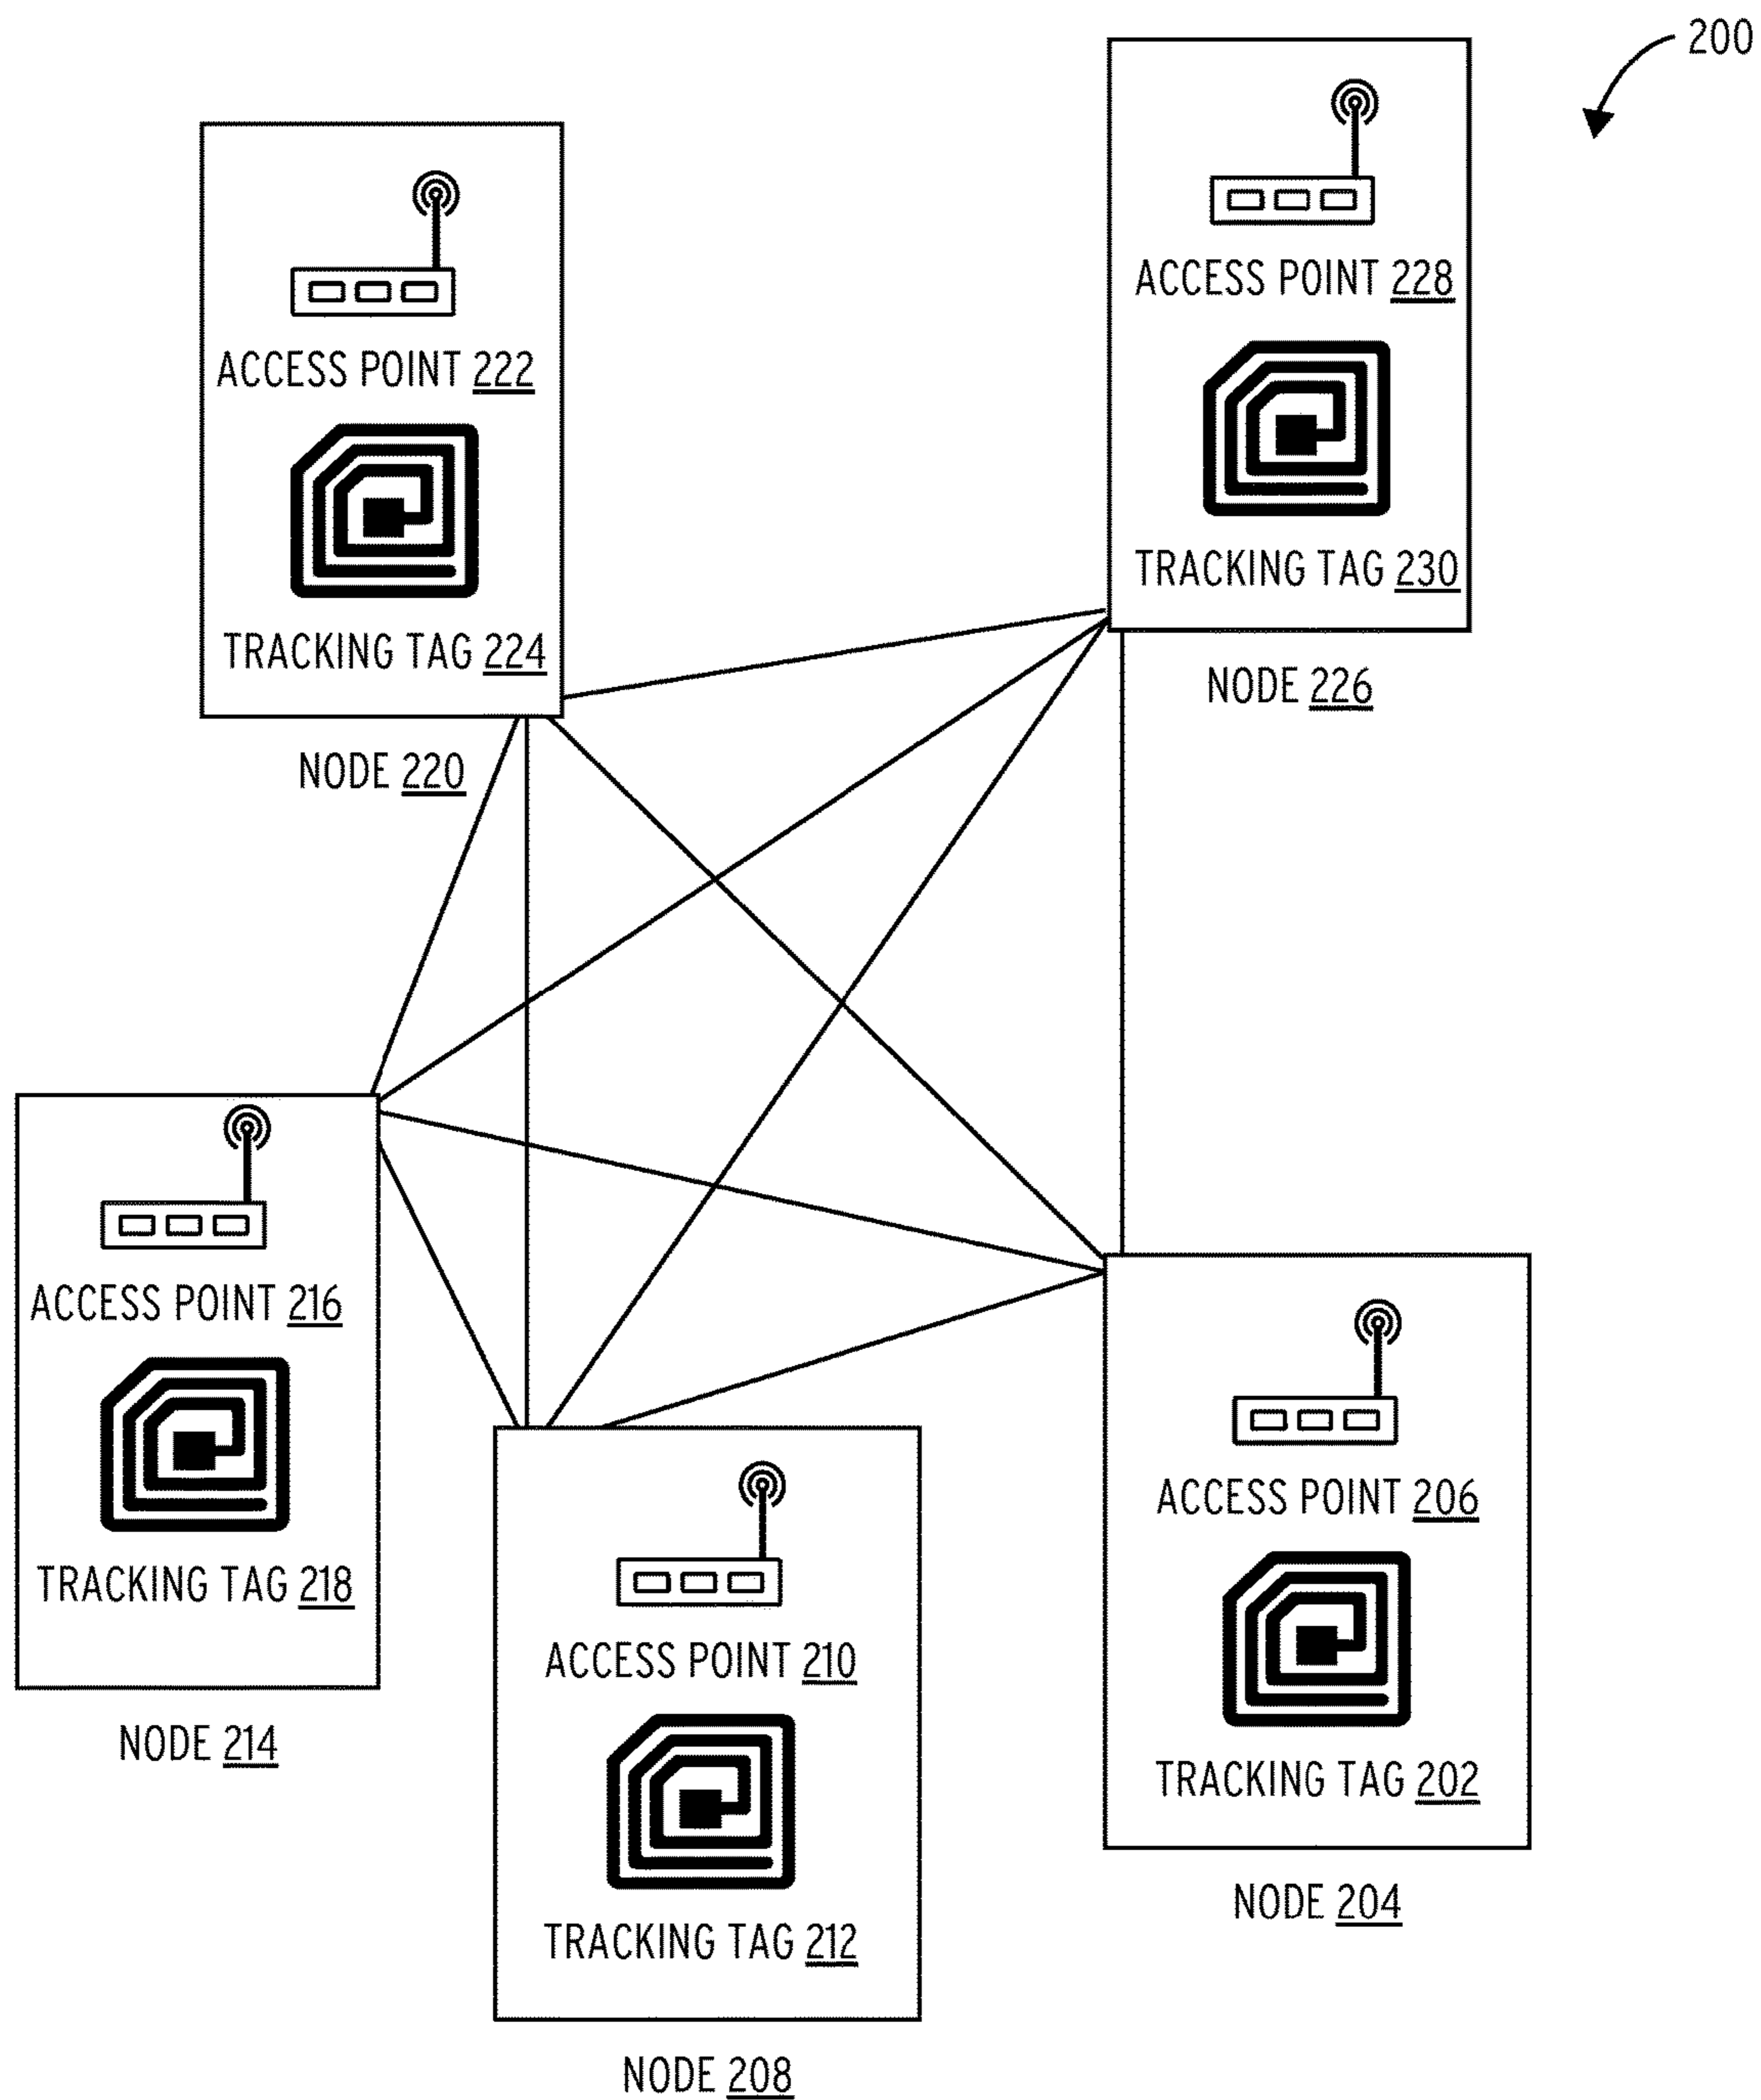 200
ACCESS POINT 228
TRACKING TAG 230
NODE 226
ACCESS POINT 222
TRACKING TAG 224
NODE 220
ACCESS POINT 216
TRACKING TAG 218
NODE 214
ACCESS POINT 210
TRACKING TAG 212
NODE 208
ACCESS POINT 206
TRACKING TAG 202
NODE 204